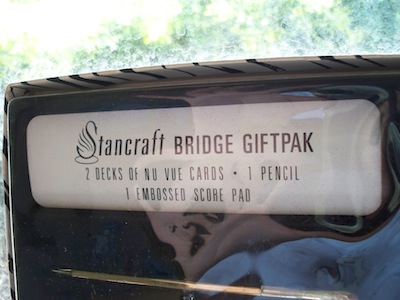 Stancraft BRIDGE GIFTPAK
2 DECKS OF NU VUE CARDS • 1 PENCIL
1 EMBOSSED SCORE PAD